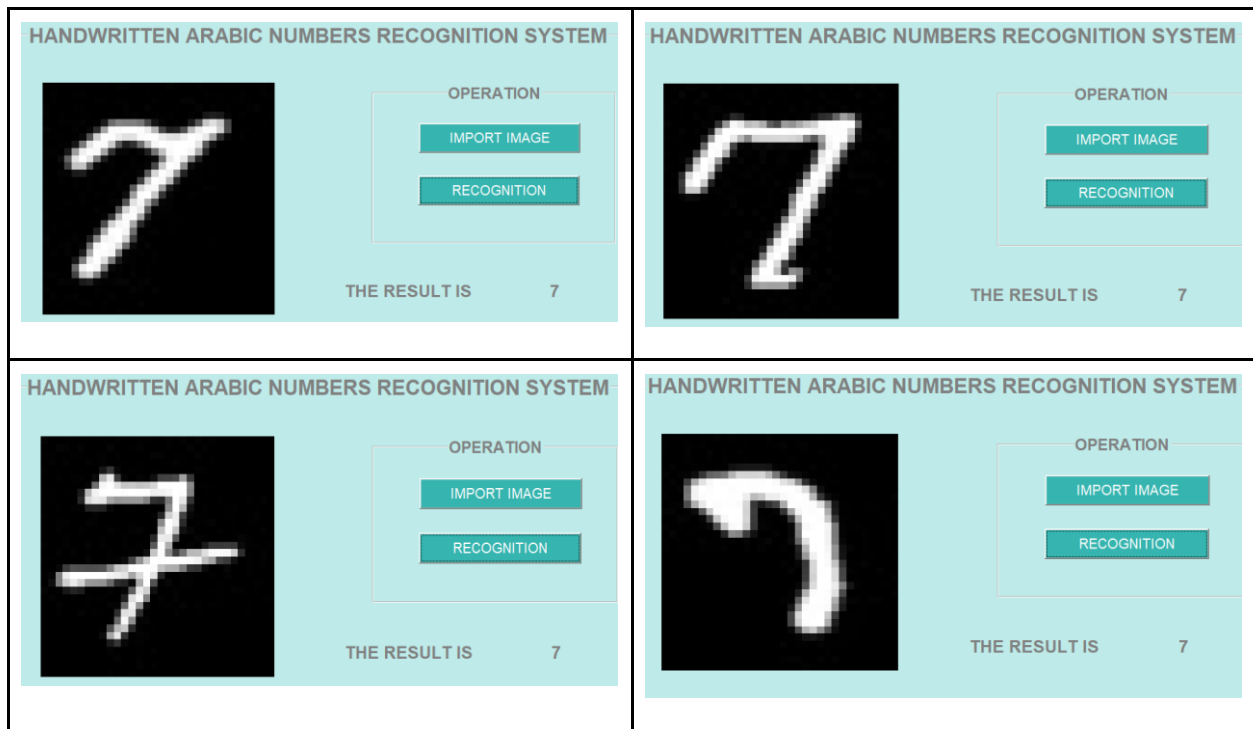 HANDWRITTEN ARABIC NUMBERS RECOGNITION SYSTEM
7
OPERATION
IMPORT IMAGE
RECOGNITION
THE RESULT IS 7
HANDWRITTEN ARABIC NUMBERS RECOGNITION SYSTEM
7
OPERATION
IMPORT IMAGE
RECOGNITION
THE RESULT IS 7
HANDWRITTEN ARABIC NUMBERS RECOGNITION SYSTEM
7
OPERATION
IMPORT IMAGE
RECOGNITION
THE RESULT IS 7
HANDWRITTEN ARABIC NUMBERS RECOGNITION SYSTEM
7
OPERATION
IMPORT IMAGE
RECOGNITION
THE RESULT IS 7